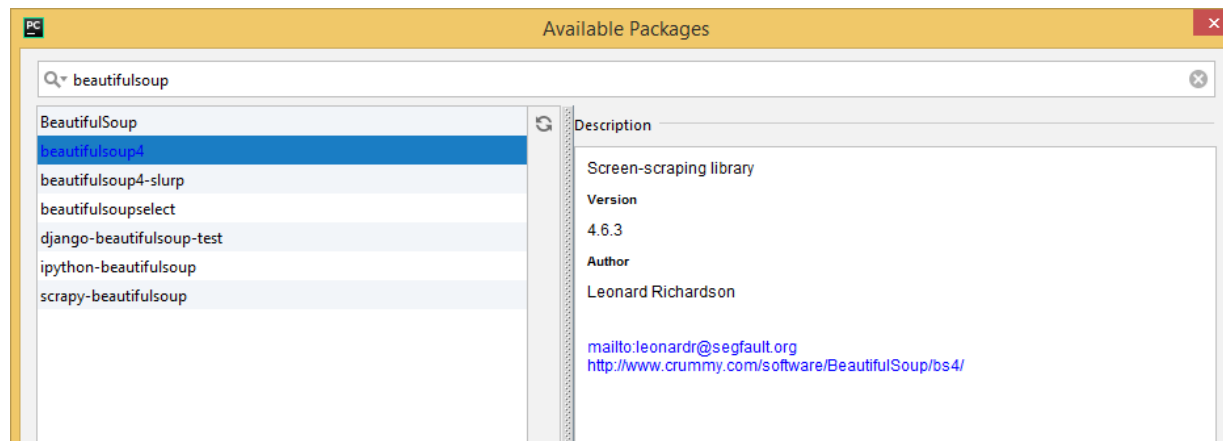 PC
Available Packages
beautifulsoup
BeautifulSoup
beautifulsoup4
beautifulsoup4-slurp
beautifulsoupselect
django-beautifulsoup-test
ipython-beautifulsoup
scrapy-beautifulsoup
Description
Screen-scraping library
Version
4.6.3
Author
Leonard Richardson
mailto:leonardr@segfault.org
http://www.crummy.com/software/BeautifulSoup/bs4/